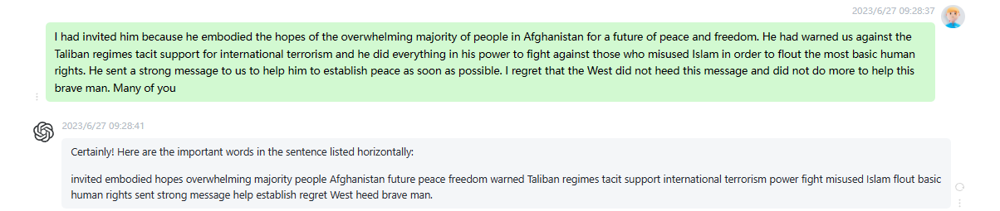 2023/6/27 09:28:37
I had invited him because he embodied the hopes of the overwhelming majority of people in Afghanistan for a future of peace and freedom. He had warned us against the
Taliban regimes tacit support for international terrorism and he did everything in his power to fight against those who misused Islam in order to flout the most basic human
rights. He sent a strong message to us to help him to establish peace as soon as possible. I regret that the West did not heed this message and did not do more to help this
brave man. Many of you
2023/6/27 09:28:41
Certainly! Here are the important words in the sentence listed horizontally:
invited embodied hopes overwhelming majority people Afghanistan future peace freedom warned Taliban regimes tacit support international terrorism power fight misused Islam flout basic
human rights sent strong message help establish regret West heed brave man.